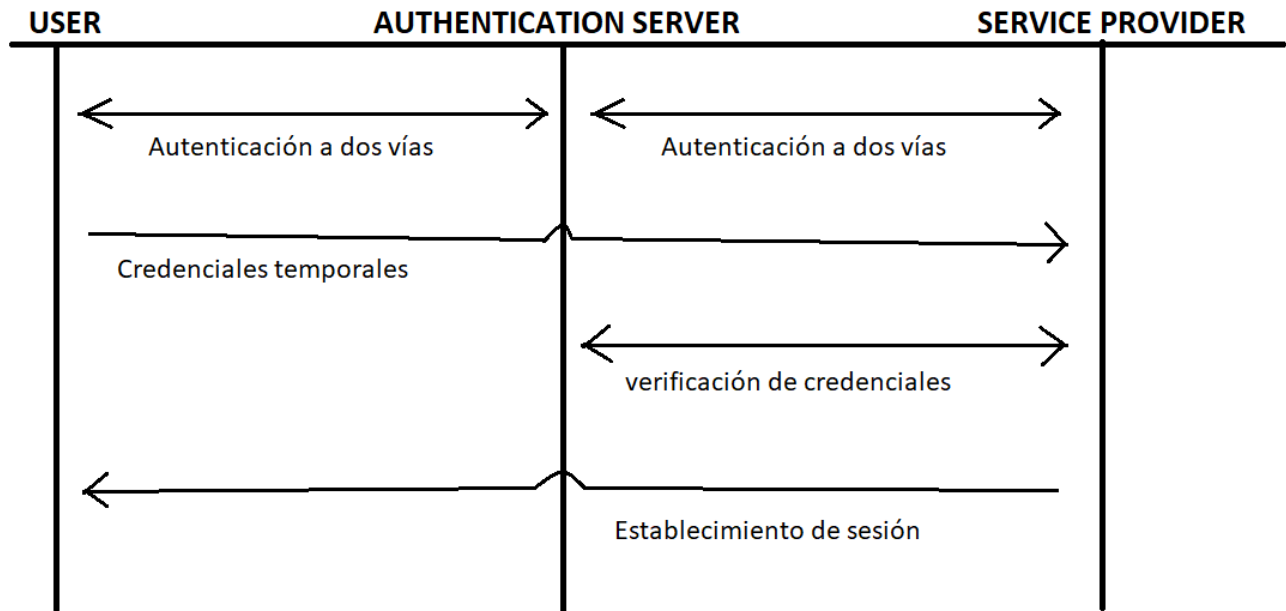 USER
AUTHENTICATION SERVER
SERVICE PROVIDER
Autenticación a dos vías
Autenticación a dos vías
Credenciales temporales
verificación de credenciales
Establecimiento de sesión